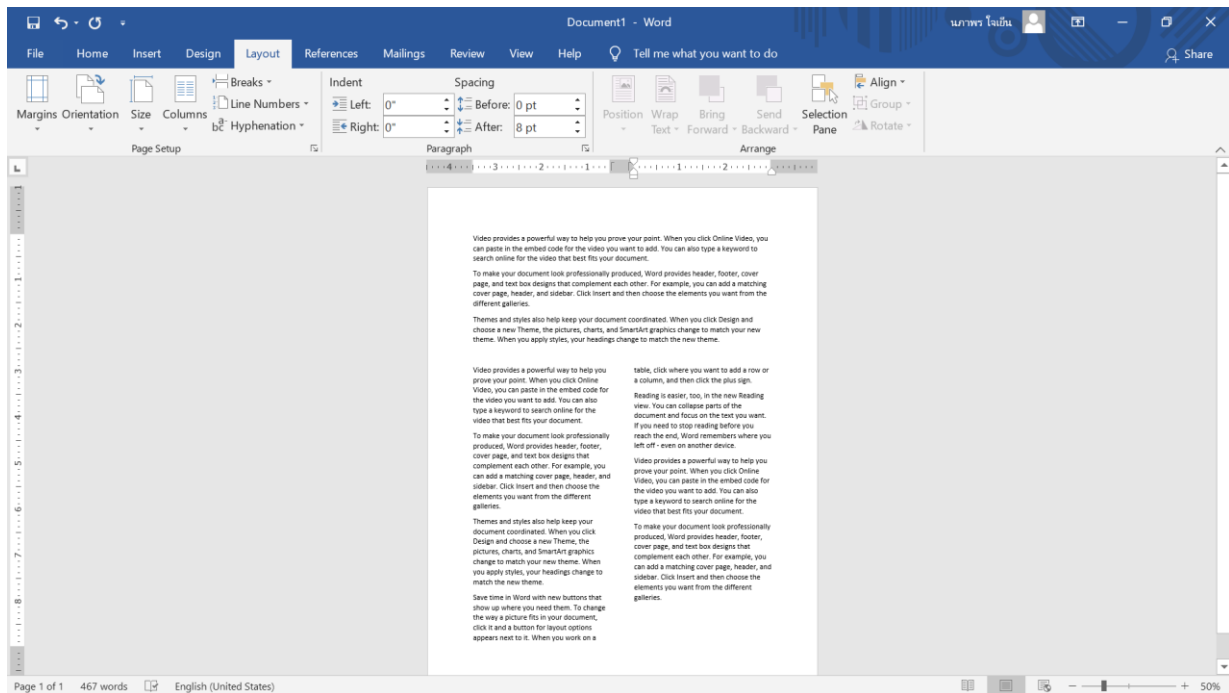 Document1 - Word
นภาพร ใจเย็น
File Home Insert Design Layout References Mailings Review View Help Tell me what you want to do Share
Margins Orientation Size Columns
Breaks
Line Numbers
Hyphenation
Page Setup
Indent
Left: 0"
Right: 0"
Spacing
Before: 0 pt
After: 8 pt
Paragraph
Position Wrap Text Bring Forward Send Backward Selection Pane
Align
Group
Rotate
Arrange
4 3 2 1 1 2
1
1
2
3
4
5
6
7
8
Video provides a powerful way to help you prove your point. When you click Online Video, you
can paste in the embed code for the video you want to add. You can also type a keyword to
search online for the video that best fits your document.
To make your document look professionally produced, Word provides header, footer, cover
page, and text box designs that complement each other. For example, you can add a matching
cover page, header, and sidebar. Click Insert and then choose the elements you want from the
different galleries.
Themes and styles also help keep your document coordinated. When you click Design and
choose a new Theme, the pictures, charts, and SmartArt graphics change to match your new
theme. When you apply styles, your headings change to match the new theme.
Video provides a powerful way to help you
prove your point. When you click Online
Video, you can paste in the embed code for
the video you want to add. You can also
type a keyword to search online for the
video that best fits your document.
To make your document look professionally
produced, Word provides header, footer,
cover page, and text box designs that
complement each other. For example, you
can add a matching cover page, header, and
sidebar. Click Insert and then choose the
elements you want from the different
galleries.
Themes and styles also help keep your
document coordinated. When you click
Design and choose a new Theme, the
pictures, charts, and SmartArt graphics
change to match your new theme. When
you apply styles, your headings change to
match the new theme.
Save time in Word with new buttons that
show up where you need them. To change
the way a picture fits in your document,
click it and a button for layout options
appears next to it. When you work on a
table, click where you want to add a row or
a column, and then click the plus sign.
Reading is easier, too, in the new Reading
view. You can collapse parts of the
document and focus on the text you want.
If you need to stop reading before you
reach the end, Word remembers where you
left off - even on another device.
Video provides a powerful way to help you
prove your point. When you click Online
Video, you can paste in the embed code for
the video you want to add. You can also
type a keyword to search online for the
video that best fits your document.
To make your document look professionally
produced, Word provides header, footer,
cover page, and text box designs that
complement each other. For example, you
can add a matching cover page, header, and
sidebar. Click Insert and then choose the
elements you want from the different
galleries.
Page 1 of 1 467 words English (United States) 50%